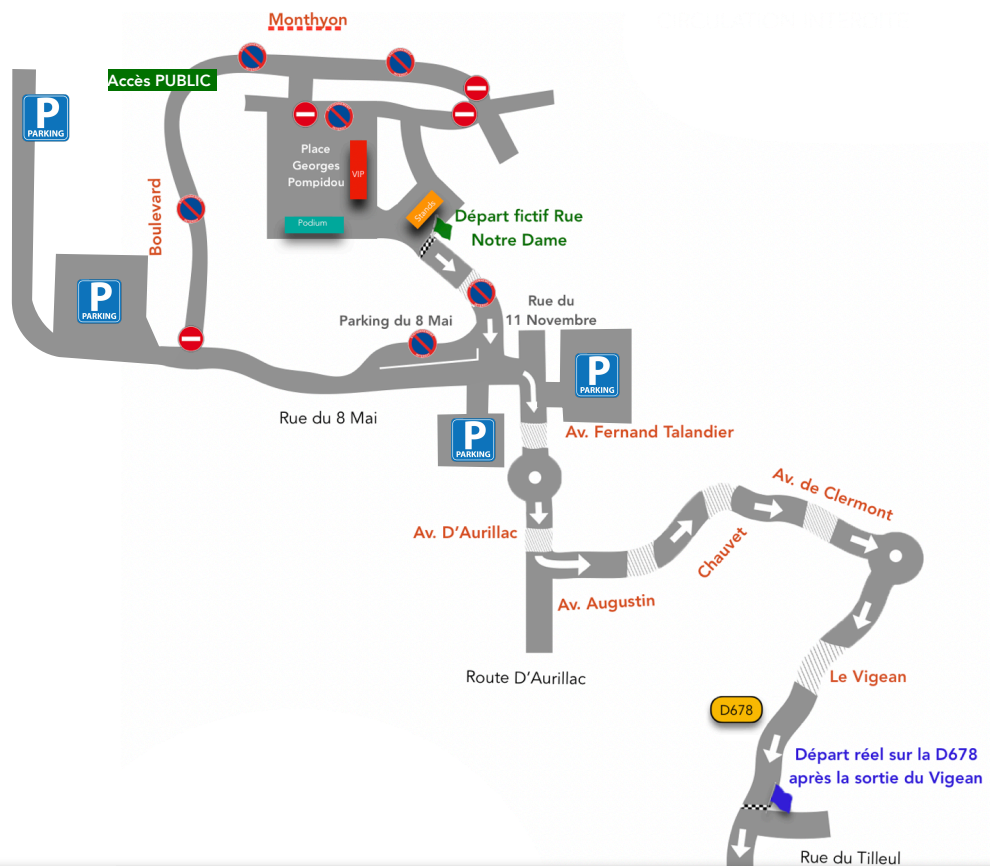 Monthyon
Accès PUBLIC
P
PARKING
Place
Georges
Pompidou
VIP
Boulevard
Stands
Podium
Départ fictif Rue
Notre Dame
P
PARKING
Parking du 8 Mai
Rue du
11 Novembre
P
PARKING
Rue du 8 Mai
P
PARKING
Av. Fernand Talandier
Av. de Clermont
Av. D'Aurillac
Chauvet
Av. Augustin
Route D'Aurillac
Le Vigean
D678
Départ réel sur la D678
après la sortie du Vigean
Rue du Tilleul